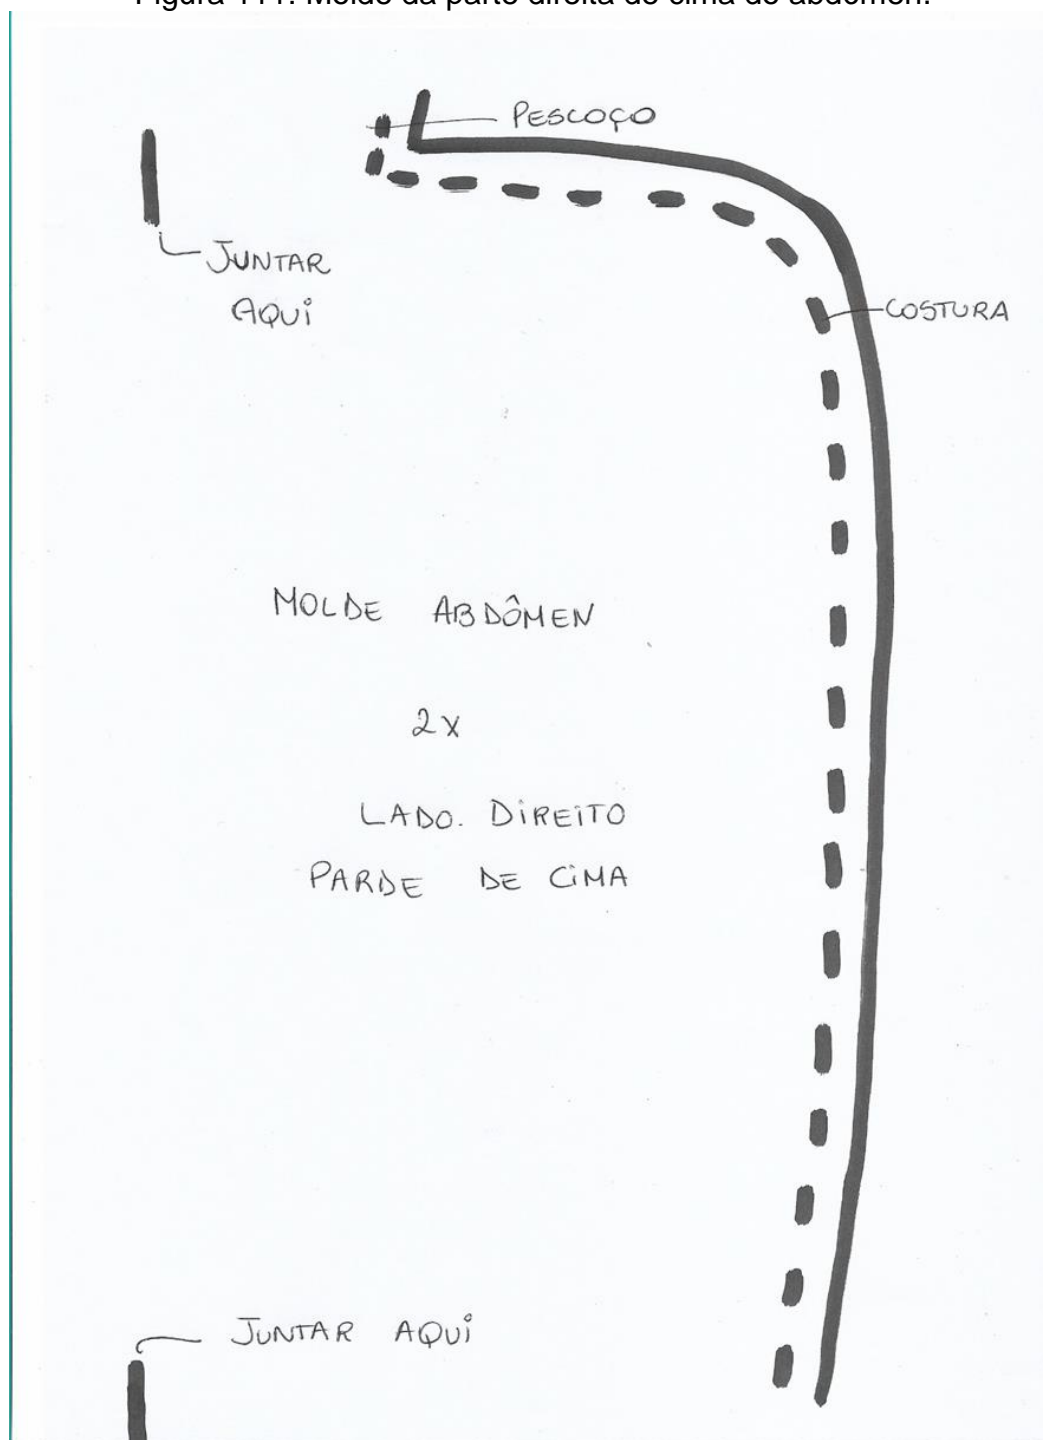 Figura 111. Molde da parte direita de cima do abdômen.
PESCOÇO
JUNTAR
AQUI
COSTURA
MOLDE ABDÔMEN
2X
LADO. DIREITO
PARDE DE CIMA
JUNTAR AQUI